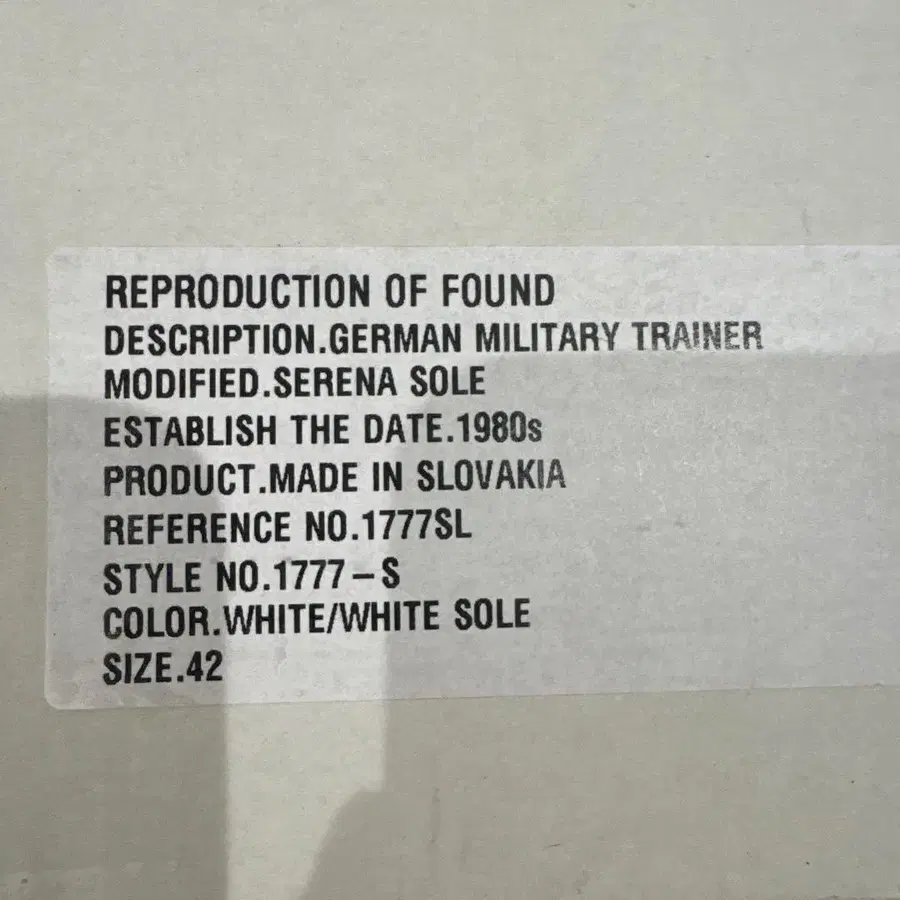 REPRODUCTION OF FOUND
DESCRIPTION.GERMAN MILITARY TRAINER
MODIFIED.SERENA SOLE
ESTABLISH THE DATE.1980s
PRODUCT.MADE IN SLOVAKIA
REFERENCE NO.1777SL
STYLE NO.1777-S
COLOR.WHITE/WHITE SOLE
SIZE.42